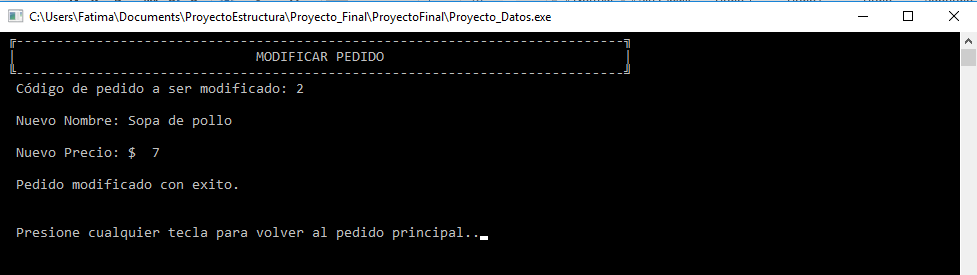 C:\Users\Fatima\Documents\ProyectoEstructura\Proyecto_Final\ProyectoFinal\Proyecto_Datos.exe
MODIFICAR PEDIDO
Código de pedido a ser modificado: 2
Nuevo Nombre: Sopa de pollo
Nuevo Precio: $  7
Pedido modificado con exito.
Presione cualquier tecla para volver al pedido principal..